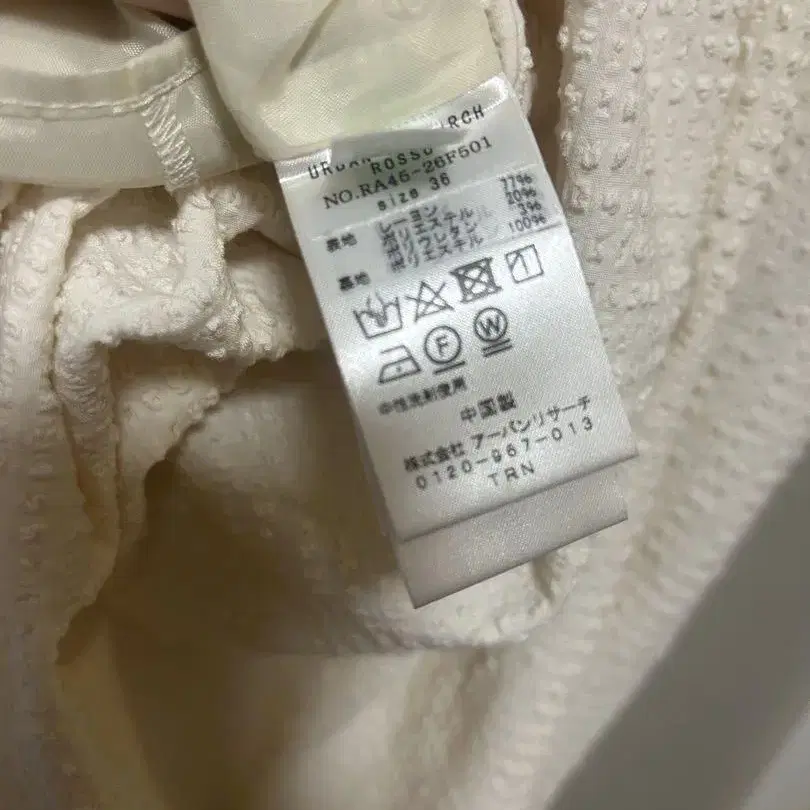 ROSSO
NO.RA45-26F501
size 36
表地 レーヨン 77%
ポリエステル 20%
ポリウレタン 3%
裏地 ポリエステル 100%
F W
中性洗剤使用
中国製
株式会社 アーバンリサーチ
0120-967-013
TRN